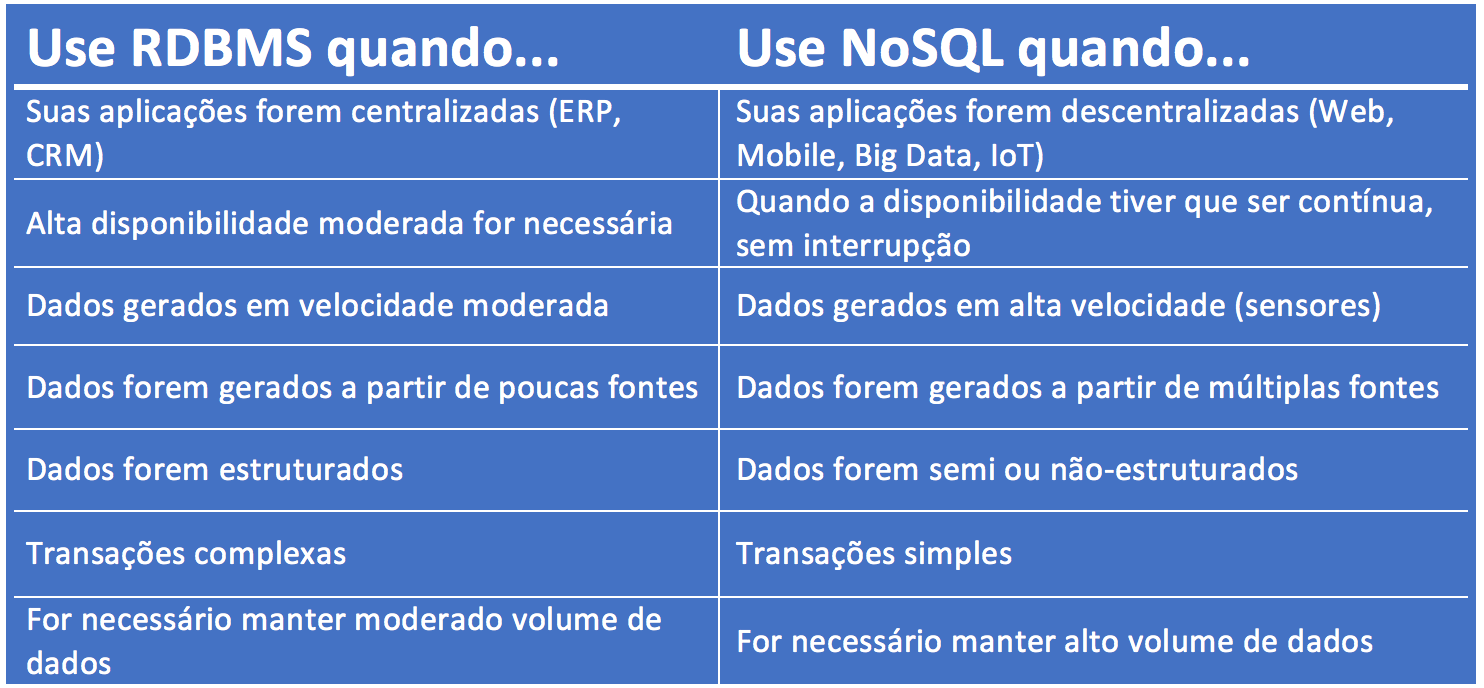 Use RDBMS quando...
Use NoSQL quando...
Suas aplicações forem centralizadas (ERP,
CRM)
Suas aplicações forem descentralizadas (Web,
Mobile, Big Data, IoT)
Alta disponibilidade moderada for necessária
Quando a disponibilidade tiver que ser contínua,
sem interrupção
Dados gerados em velocidade moderada
Dados gerados em alta velocidade (sensores)
Dados forem gerados a partir de poucas fontes
Dados forem gerados a partir de múltiplas fontes
Dados forem estruturados
Dados forem semi ou não-estruturados
Transações complexas
Transações simples
For necessário manter moderado volume de
dados
For necessário manter alto volume de dados